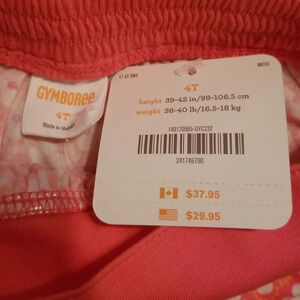 GYMBOREE
4T
Made in
4T
height 39-42 in/99-106.5 cm
weight 36-40 lb/16.5-18 kg
140170565-GYC232
241746790
$37.95
$29.95